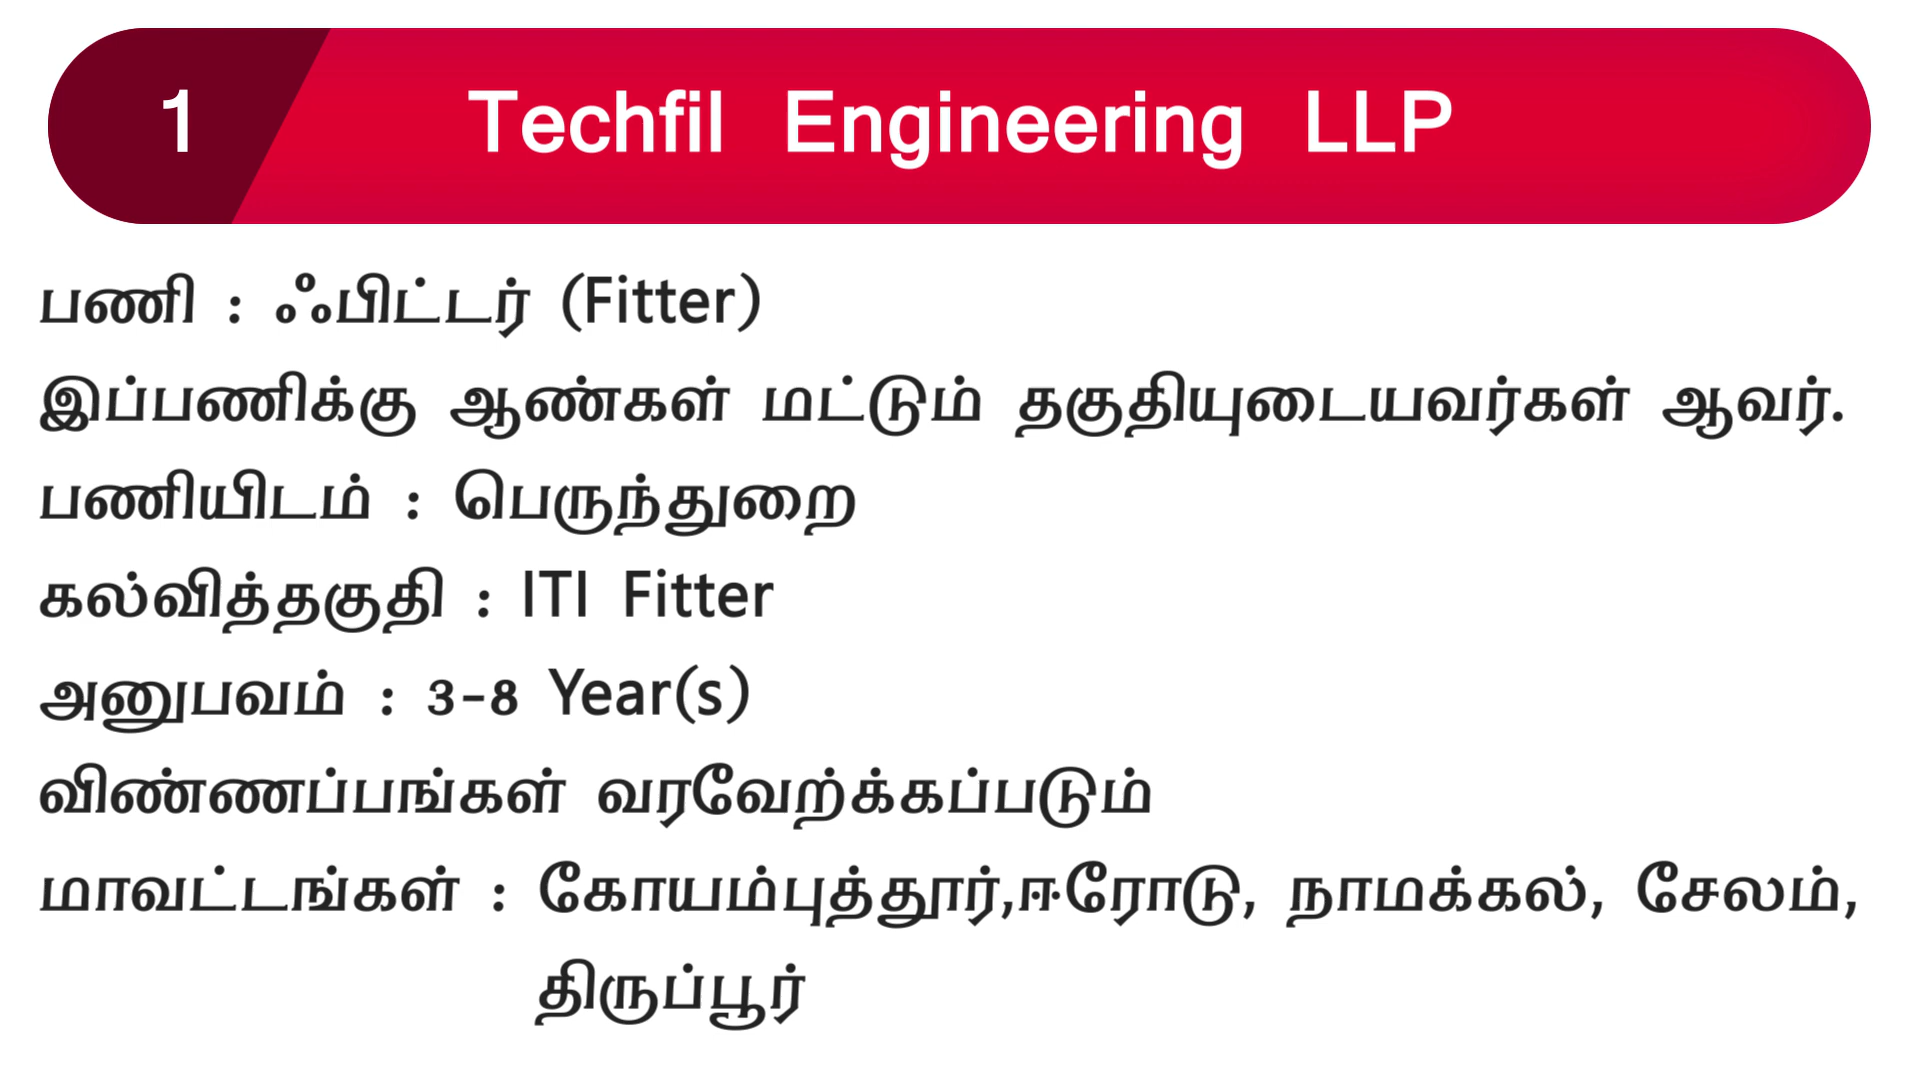 1 Techfil Engineering LLP
பணி : ஃபிட்டர் (Fitter)
இப்பணிக்கு ஆண்கள் மட்டும் தகுதியுடையவர்கள் ஆவர்.
பணியிடம் : பெருந்துறை
கல்வித்தகுதி : ITI Fitter
அனுபவம் : 3-8 Year(s)
விண்ணப்பங்கள் வரவேற்க்கப்படும்
மாவட்டங்கள் : கோயம்புத்தூர்,ஈரோடு, நாமக்கல், சேலம்,
திருப்பூர்